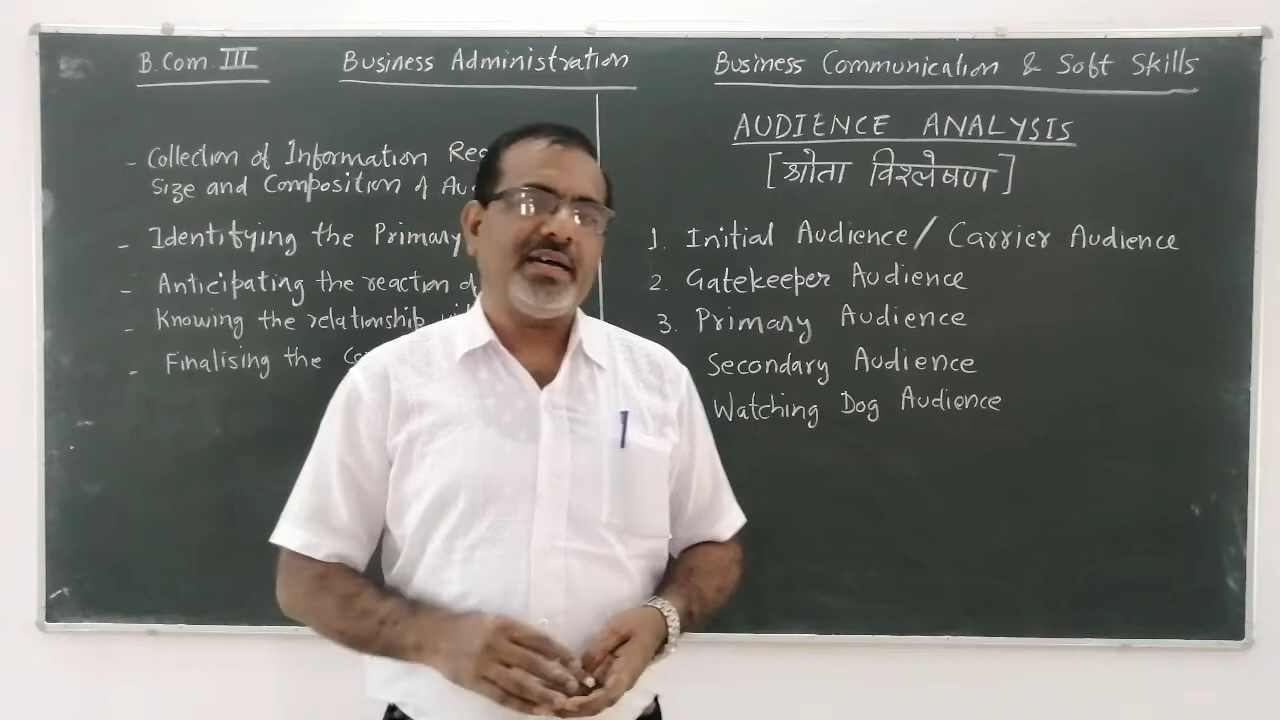 B.Com. III Business Administration Business Communication & Soft Skills
- Collection of Information
Size and Composition of
- Identifying the Primary
- Anticipating the reaction
- Knowing the relationship
- Finalising the
AUDIENCE ANALYSIS
[श्रोता विश्लेषण]
1. Initial Audience / Carrier Audience
2. Gatekeeper Audience
3. Primary Audience
Secondary Audience
Watching Dog Audience